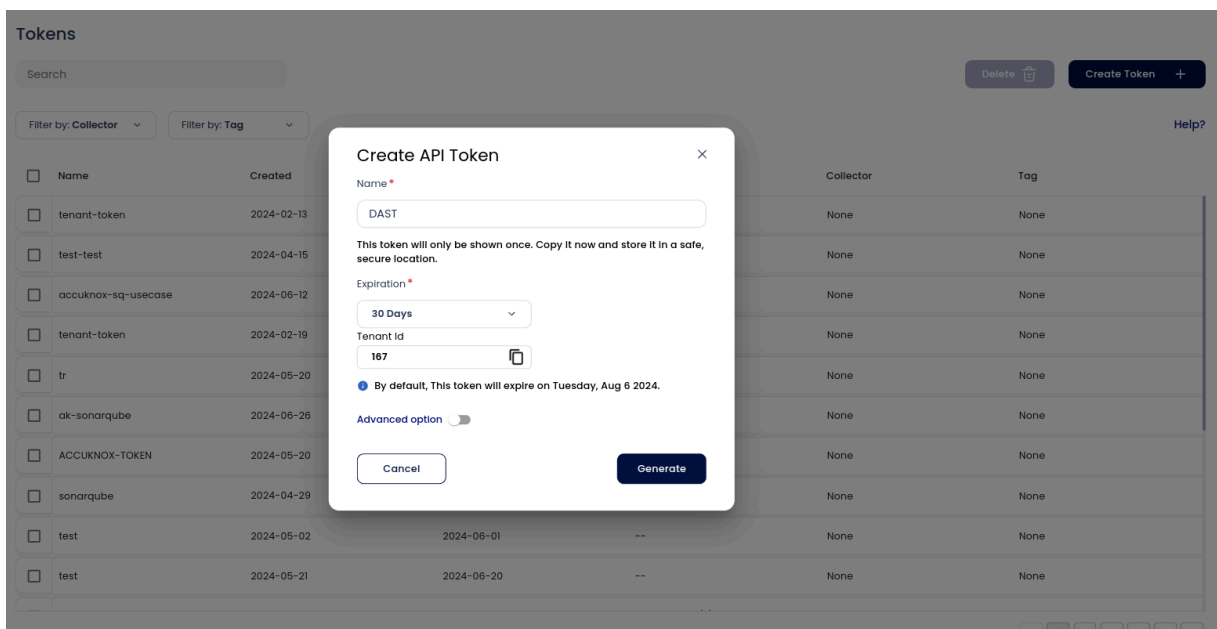 Tokens
Search
Delete
Create Token +
Filter by: Collector
Filter by: Tag
Help?
Create API Token
Name *
DAST
This token will only be shown once. Copy it now and store it in a safe,
secure location.
Expiration *
30 Days
Tenant Id
167
By default, This token will expire on Tuesday, Aug 6 2024.
Advanced option
Cancel
Generate
Name Created Collector Tag
tenant-token 2024-02-13 None None
test-test 2024-04-15 None None
accuknox-sq-usecase 2024-06-12 None None
tenant-token 2024-02-19 None None
tr 2024-05-20 None None
ak-sonarqube 2024-06-26 None None
ACCUKNOX-TOKEN 2024-05-20 None None
sonarqube 2024-04-29 None None
test 2024-05-02 2024-06-01 -- None None
test 2024-05-21 2024-06-20 -- None None